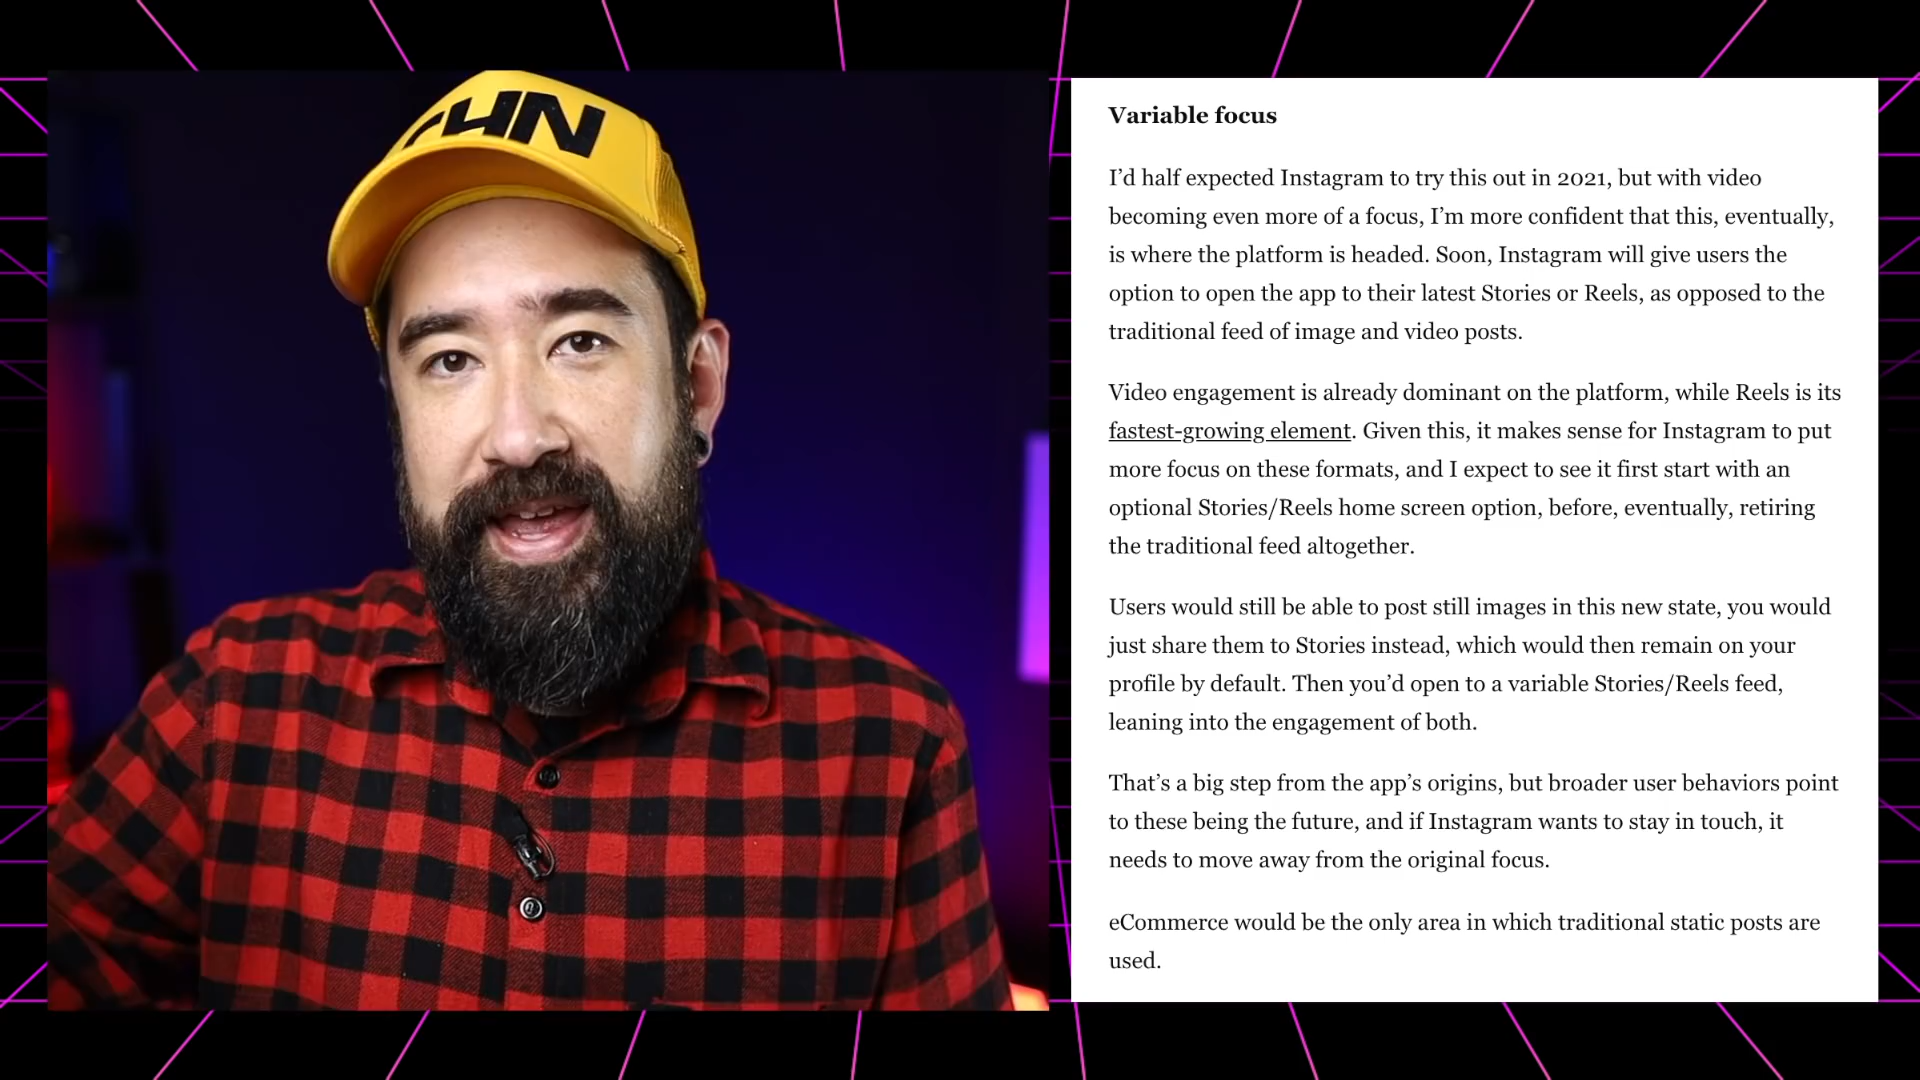 CHN
Variable focus
I’d half expected Instagram to try this out in 2021, but with video
becoming even more of a focus, I’m more confident that this, eventually,
is where the platform is headed. Soon, Instagram will give users the
option to open the app to their latest Stories or Reels, as opposed to the
traditional feed of image and video posts.
Video engagement is already dominant on the platform, while Reels is its
fastest-growing element. Given this, it makes sense for Instagram to put
more focus on these formats, and I expect to see it first start with an
optional Stories/Reels home screen option, before, eventually, retiring
the traditional feed altogether.
Users would still be able to post still images in this new state, you would
just share them to Stories instead, which would then remain on your
profile by default. Then you’d open to a variable Stories/Reels feed,
leaning into the engagement of both.
That’s a big step from the app’s origins, but broader user behaviors point
to these being the future, and if Instagram wants to stay in touch, it
needs to move away from the original focus.
eCommerce would be the only area in which traditional static posts are
used.